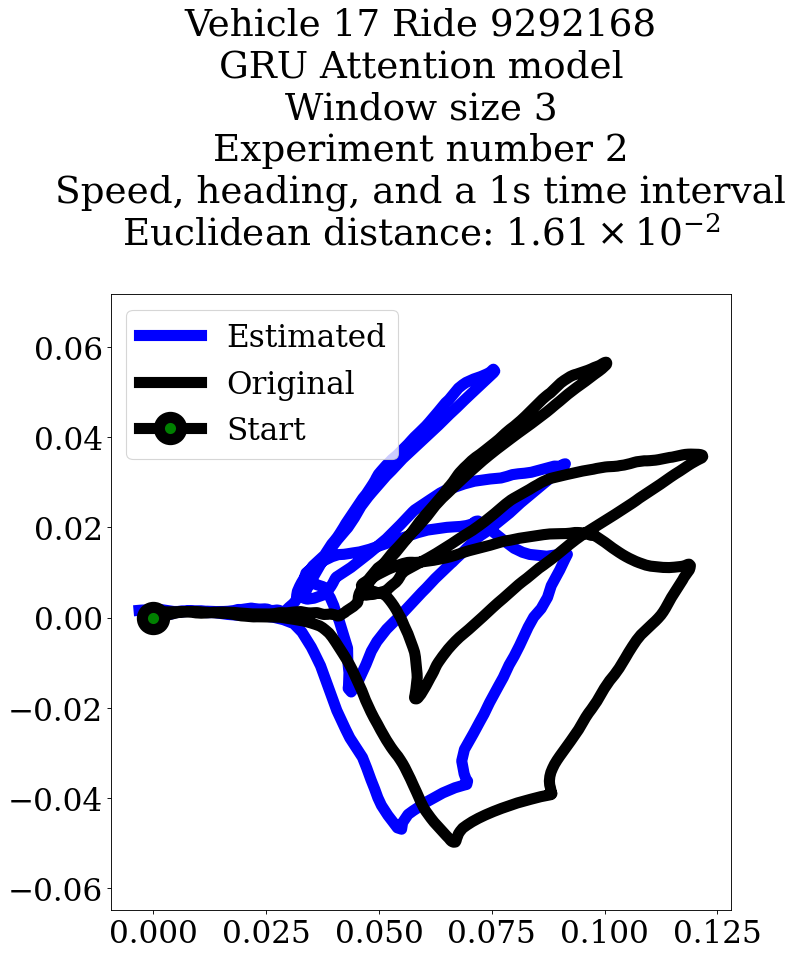 Vehicle 17 Ride 9292168
GRU Attention model
Window size 3
Experiment number 2
Speed, heading, and a 1s time interval
Euclidean distance: 1.61 × 10⁻²
Estimated
Original
Start
0.06
0.04
0.02
0.00
−0.02
−0.04
−0.06
0.000 0.025 0.050 0.075 0.100 0.125